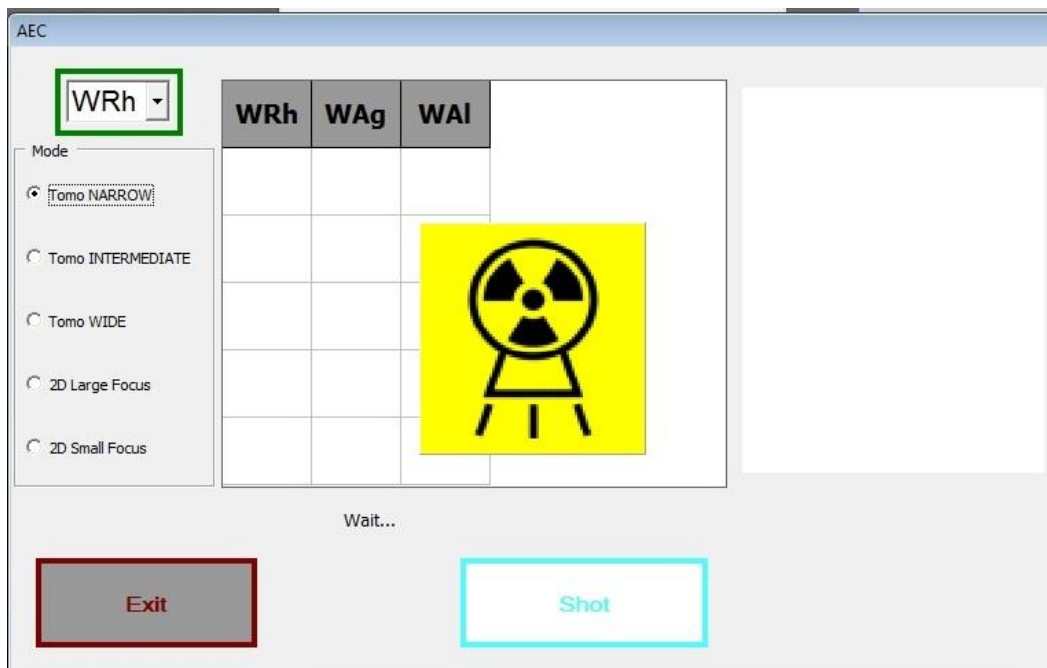 AEC
WRh
WRh WAg WAl
Mode
Tomo NARROW
Tomo INTERMEDIATE
Tomo WIDE
2D Large Focus
2D Small Focus
Wait...
Exit
Shot